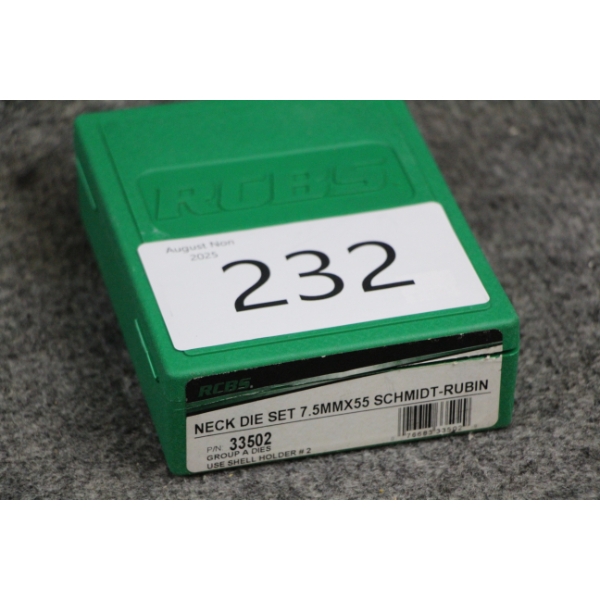 RCBS
August Non
2025
232
RCBS
NECK DIE SET 7.5MMX55 SCHMIDT-RUBIN
P/N: 33502
GROUP A DIES
USE SHELL HOLDER # 2